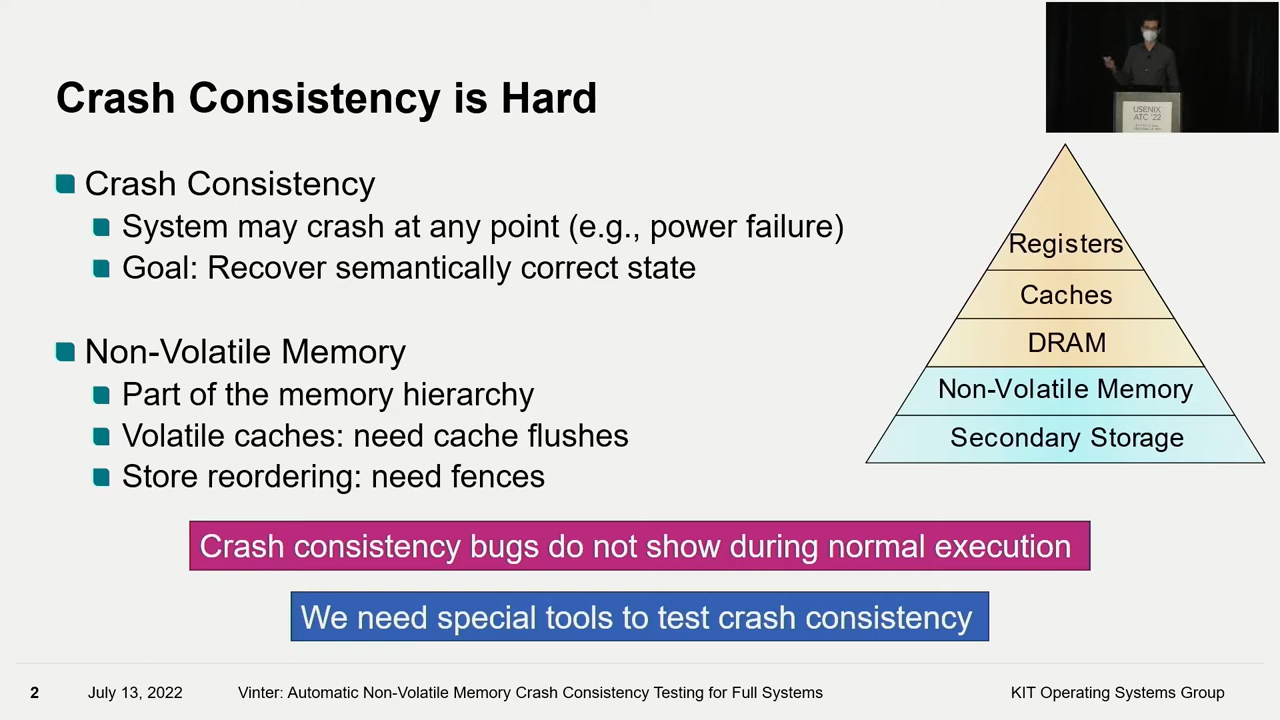 Crash Consistency is Hard
USENIX
ATC '22
Crash Consistency
System may crash at any point (e.g., power failure)
Goal: Recover semantically correct state
Non-Volatile Memory
Part of the memory hierarchy
Volatile caches: need cache flushes
Store reordering: need fences
Registers
Caches
DRAM
Non-Volatile Memory
Secondary Storage
Crash consistency bugs do not show during normal execution
We need special tools to test crash consistency
2 July 13, 2022 Vinter: Automatic Non-Volatile Memory Crash Consistency Testing for Full Systems KIT Operating Systems Group